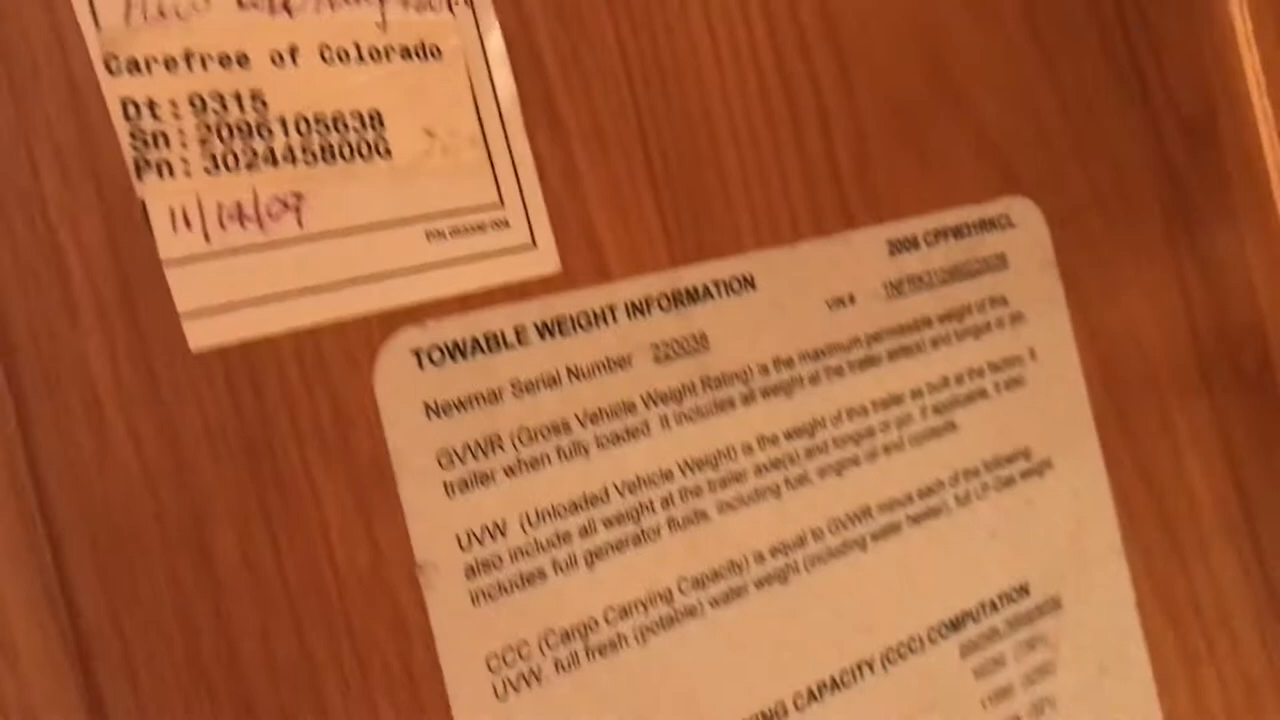 Carefree of Colorado
Dt: 9315
Sn: 2096105638
Pn: 302445800G
11/14/09
TOWABLE WEIGHT INFORMATION
Newmar Serial Number 220038
VIN #
GVWR (Gross Vehicle Weight Rating) is the maximum permissible weight of this
trailer when fully loaded. It includes all weight at the trailer axle(s) and tongue or pin.
UVW (Unloaded Vehicle Weight) is the weight of this trailer as built at the factory. It
also include all weight at the trailer axle(s) and tongue or pin. If applicable, it also
includes full generator fluids, including fuel, engine oil and coolants.
CCC (Cargo Carrying Capacity) is equal to GVWR minus each of the following:
UVW, full fresh (potable) water weight (including water heater), full LP-Gas weight
CAPACITY (CCC) COMPUTATION